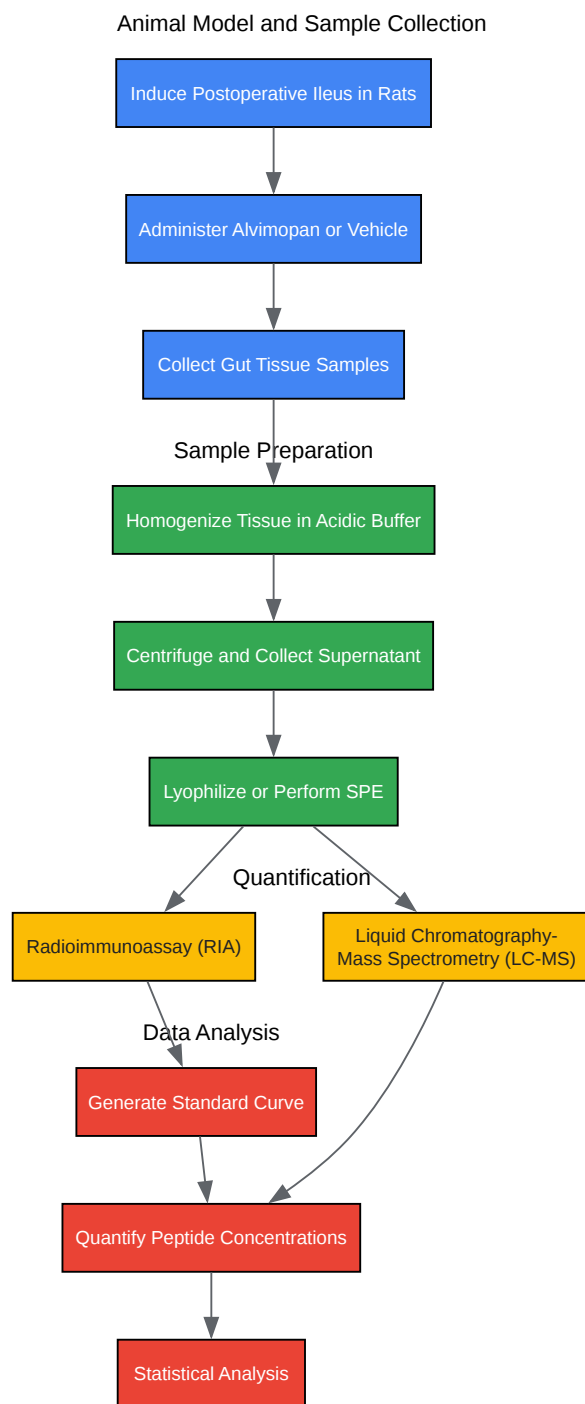 Animal Model and Sample Collection
Induce Postoperative Ileus in Rats
Administer Alvimopan or Vehicle
Collect Gut Tissue Samples
Sample Preparation
Homogenize Tissue in Acidic Buffer
Centrifuge and Collect Supernatant
Lyophilize or Perform SPE
Quantification
Radioimmunoassay (RIA)
Liquid Chromatography-
Mass Spectrometry (LC-MS)
Data Analysis
Generate Standard Curve
Quantify Peptide Concentrations
Statistical Analysis